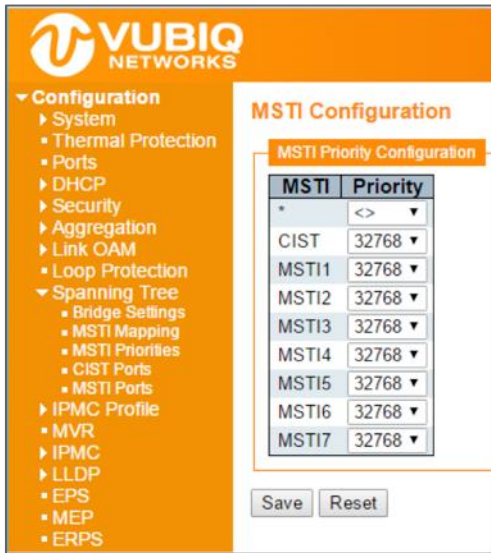 VUBIQ
NETWORKS
Configuration
System
Thermal Protection
Ports
DHCP
Security
Aggregation
Link OAM
Loop Protection
Spanning Tree
Bridge Settings
MSTI Mapping
MSTI Priorities
CIST Ports
MSTI Ports
IPMC Profile
MVR
IPMC
LLDP
EPS
MEP
ERPS
MSTI Configuration
MSTI Priority Configuration
MSTI Priority
* <>
CIST 32768
MSTI1 32768
MSTI2 32768
MSTI3 32768
MSTI4 32768
MSTI5 32768
MSTI6 32768
MSTI7 32768
Save Reset